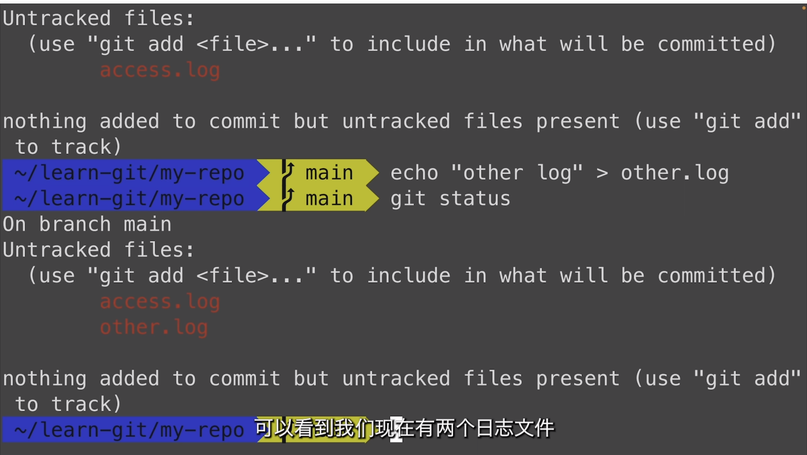 Untracked files:
(use "git add <file>..." to include in what will be committed)
access.log
nothing added to commit but untracked files present (use "git add"
to track)
~/learn-git/my-repo main echo "other log" > other.log
~/learn-git/my-repo main git status
On branch main
Untracked files:
(use "git add <file>..." to include in what will be committed)
access.log
other.log
nothing added to commit but untracked files present (use "git add"
to track)
~/learn-git/my-repo
可以看到我们现在有两个日志文件